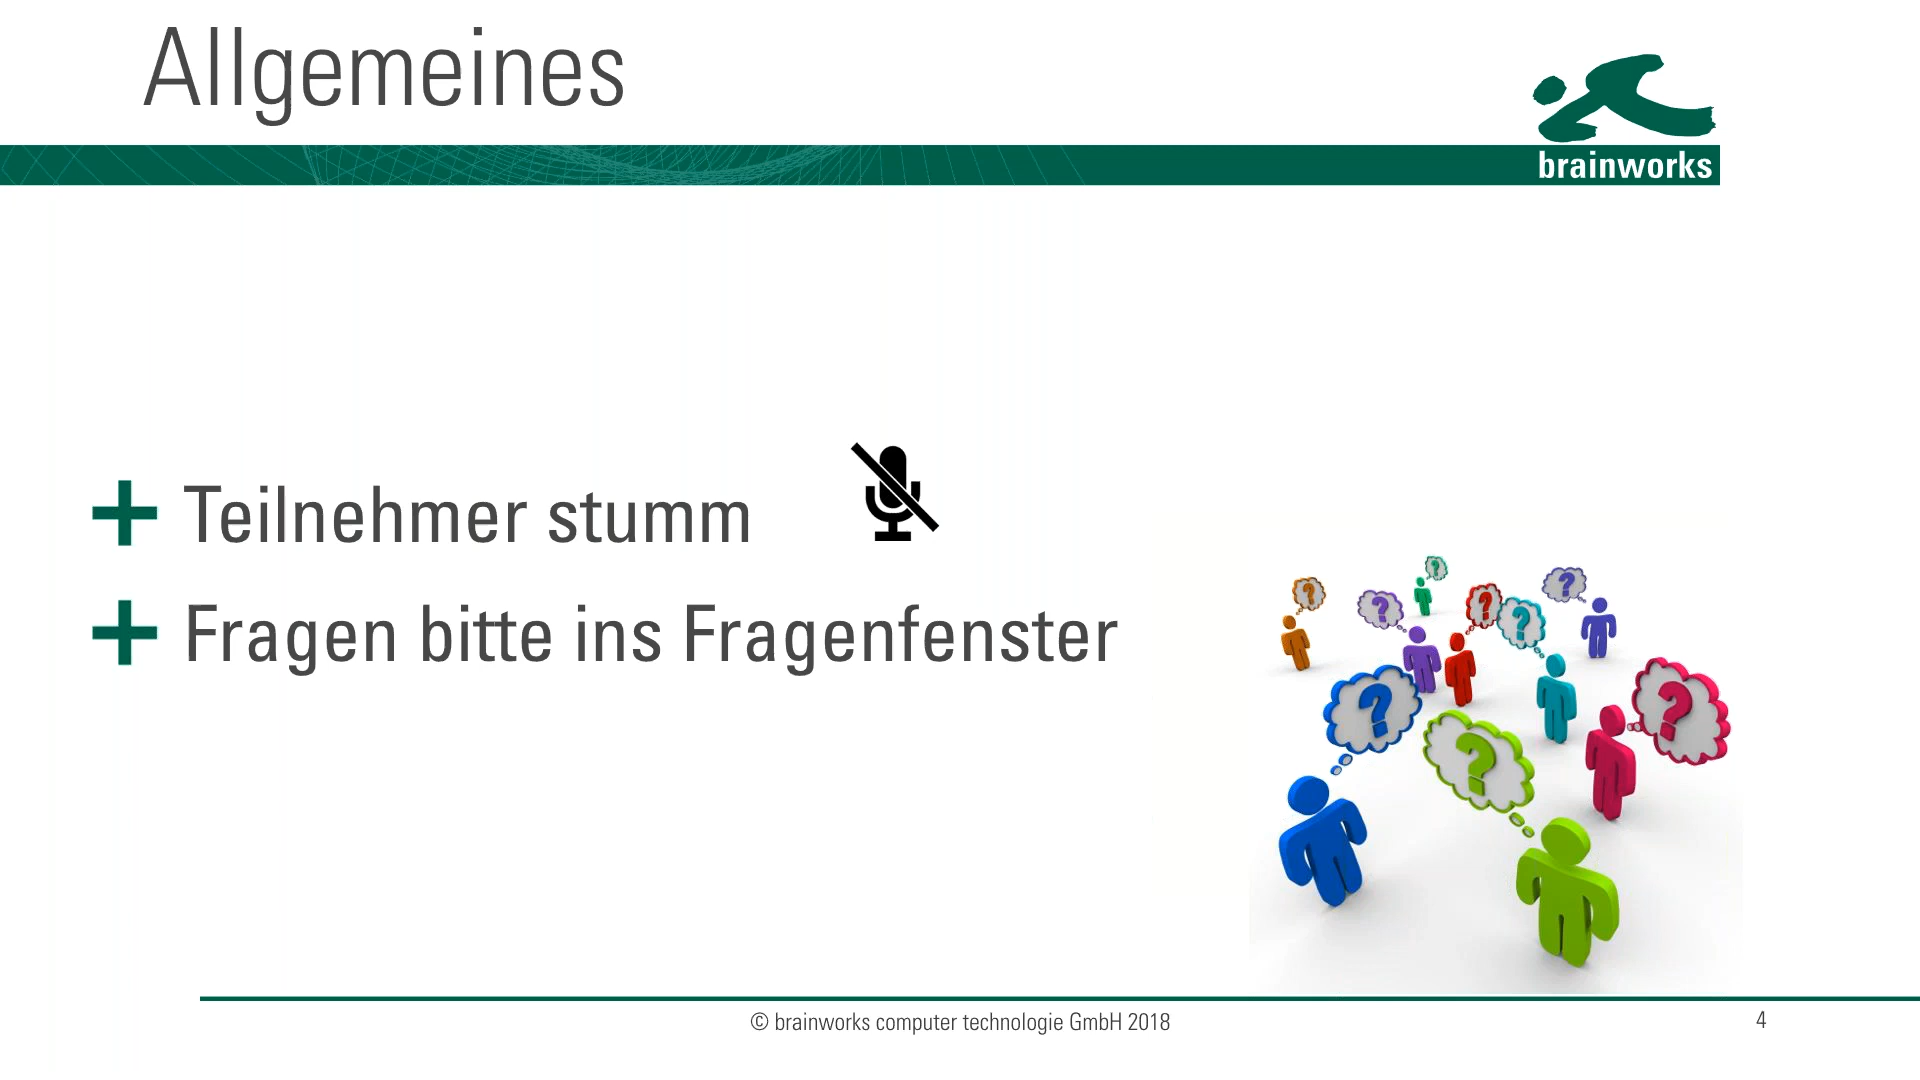 Allgemeines
brainworks
Teilnehmer stumm
Fragen bitte ins Fragenfenster
? ? ? ? ? ? ? ? ?
© brainworks computer technologie GmbH 2018
4